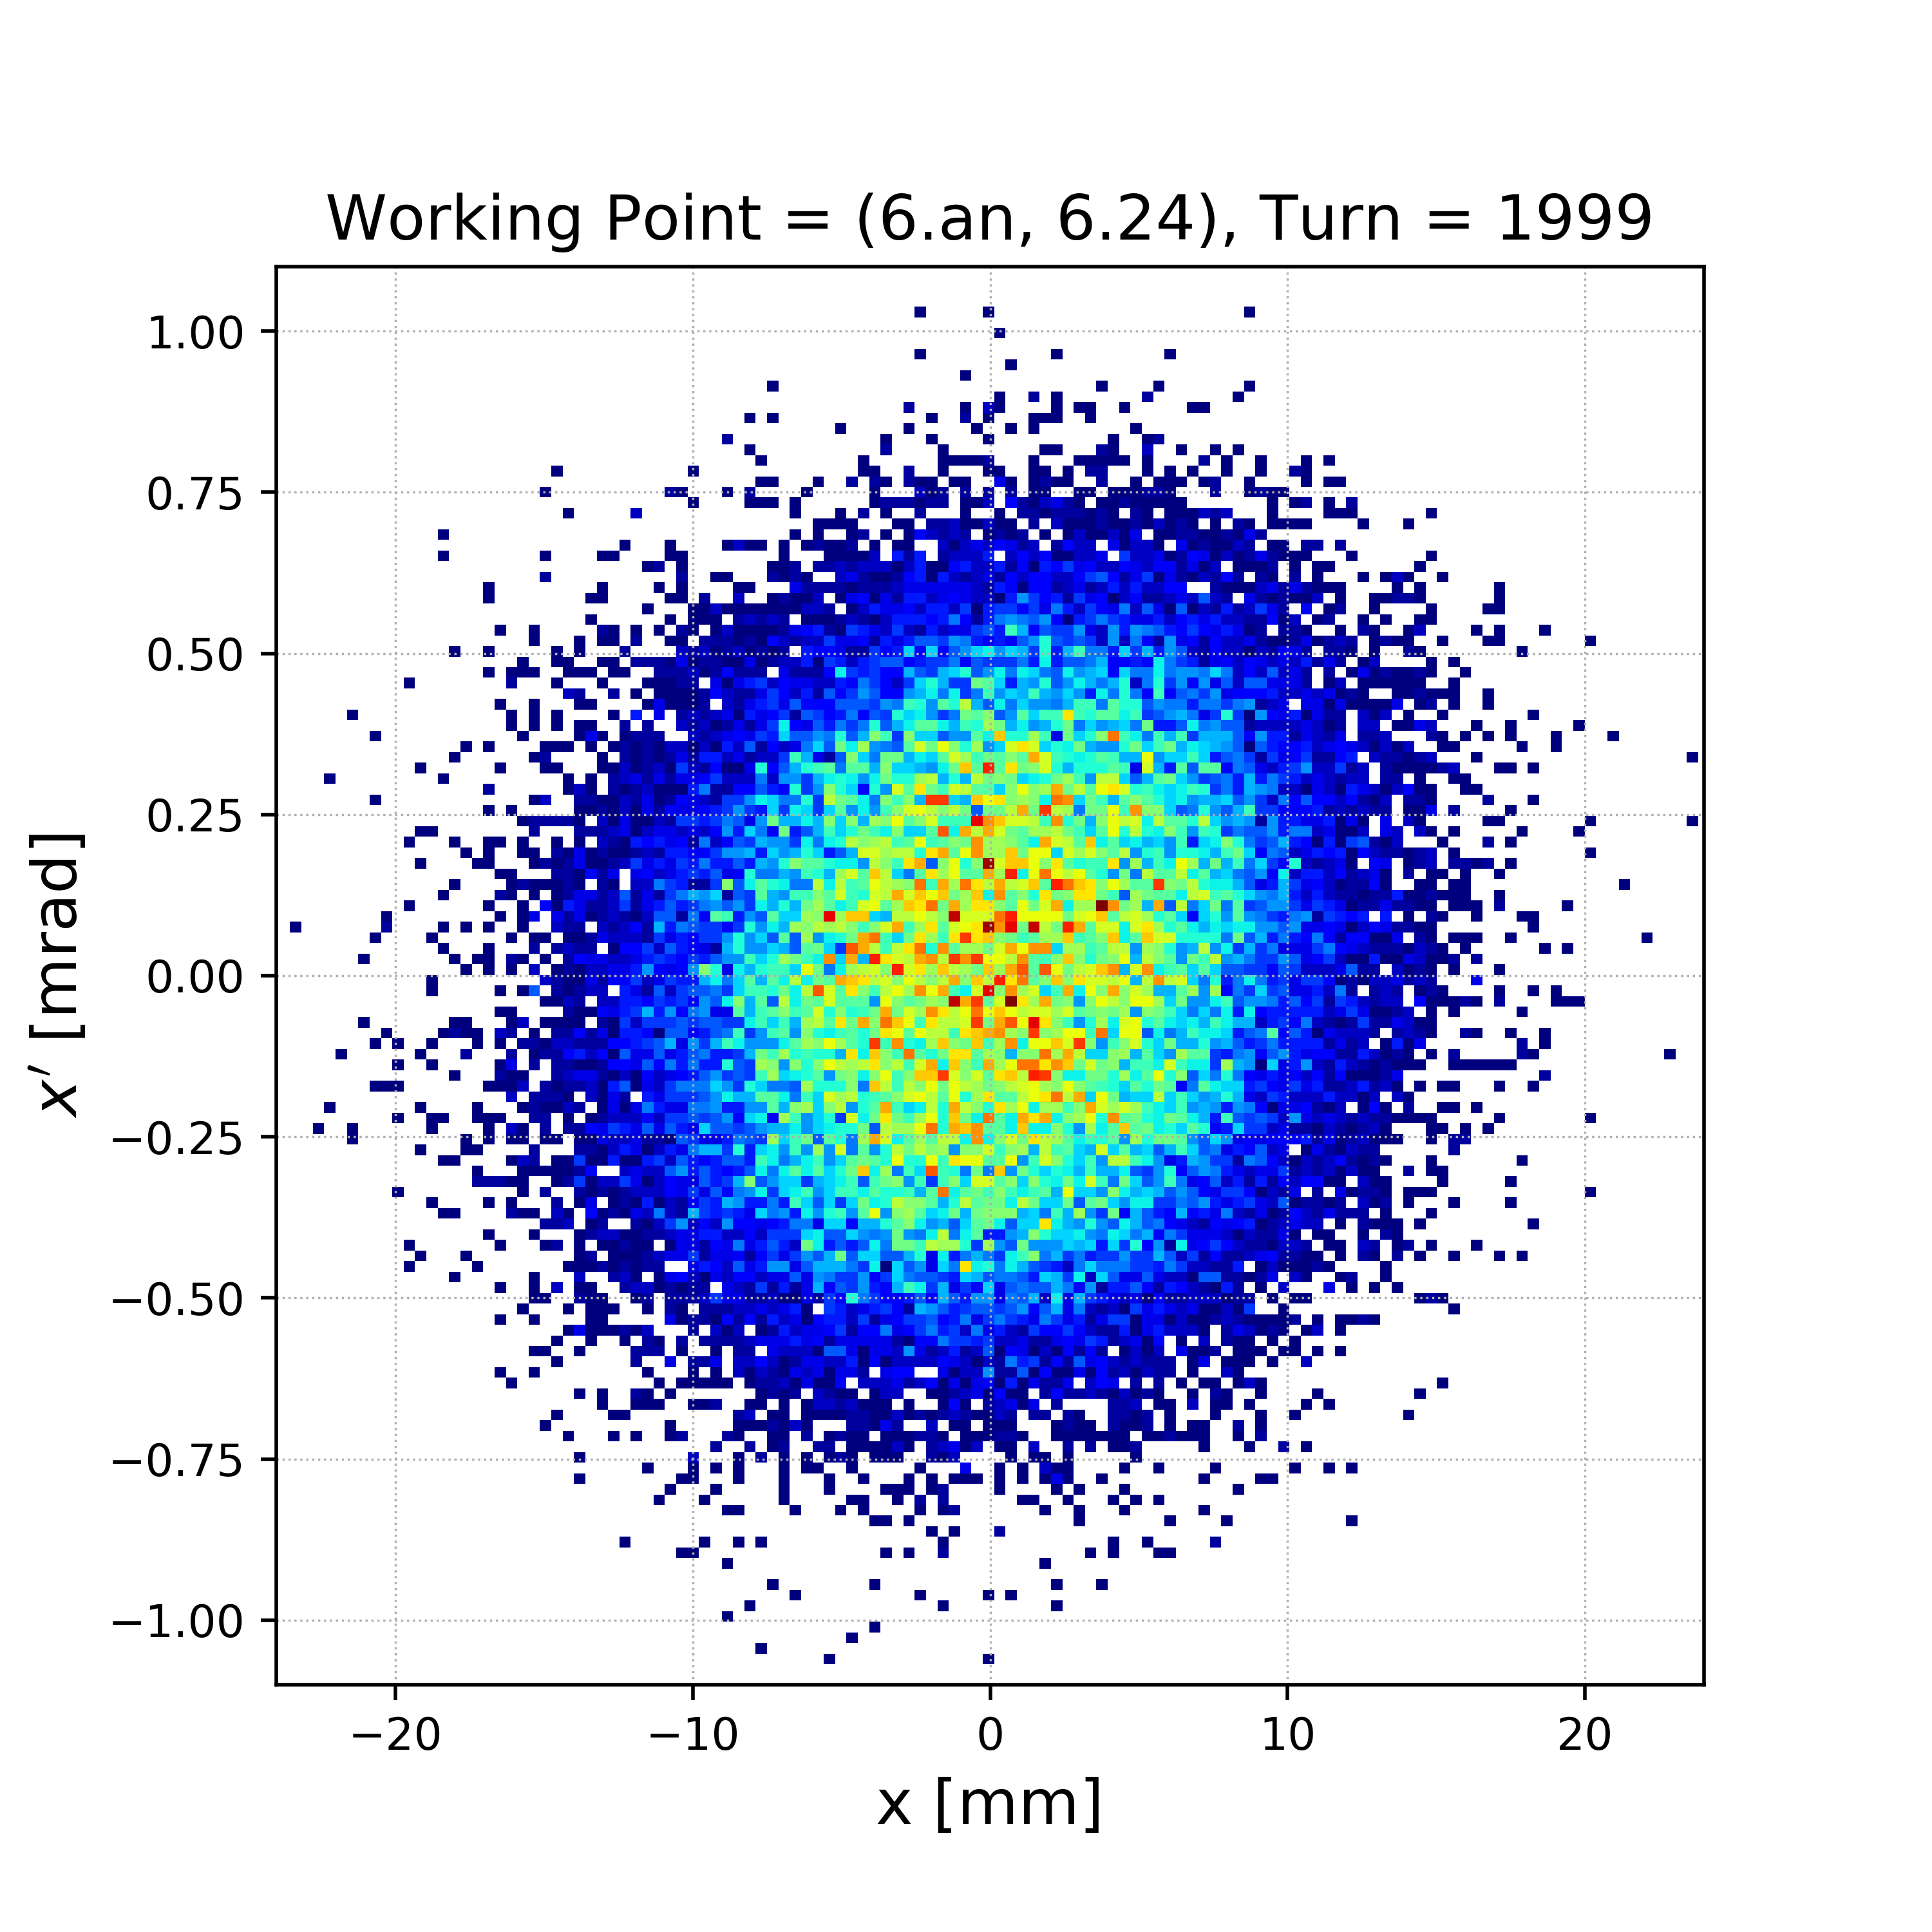 Working Point = (6.an, 6.24), Turn = 1999
1.00
0.75
0.50
0.25
0.00
−0.25
−0.50
−0.75
−1.00
x′ [mrad]
−20 −10 0 10 20
x [mm]